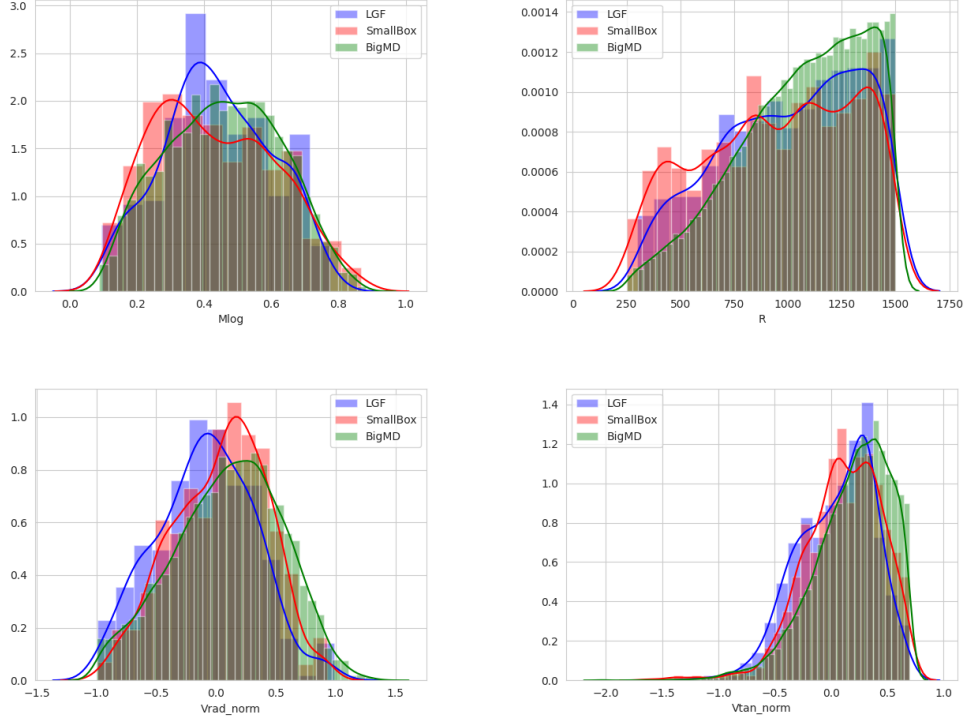 3.0
2.5
2.0
1.5
1.0
0.5
0.0
LGF
SmallBox
BigMD
0.0 0.2 0.4 0.6 0.8 1.0
Mlog
0.0014
0.0012
0.0010
0.0008
0.0006
0.0004
0.0002
0.0000
LGF
SmallBox
BigMD
0 250 500 750 1000 1250 1500 1750
R
1.0
0.8
0.6
0.4
0.2
0.0
LGF
SmallBox
BigMD
−1.5 −1.0 −0.5 0.0 0.5 1.0 1.5
Vrad_norm
1.4
1.2
1.0
0.8
0.6
0.4
0.2
0.0
LGF
SmallBox
BigMD
−2.0 −1.5 −1.0 −0.5 0.0 0.5 1.0
Vtan_norm